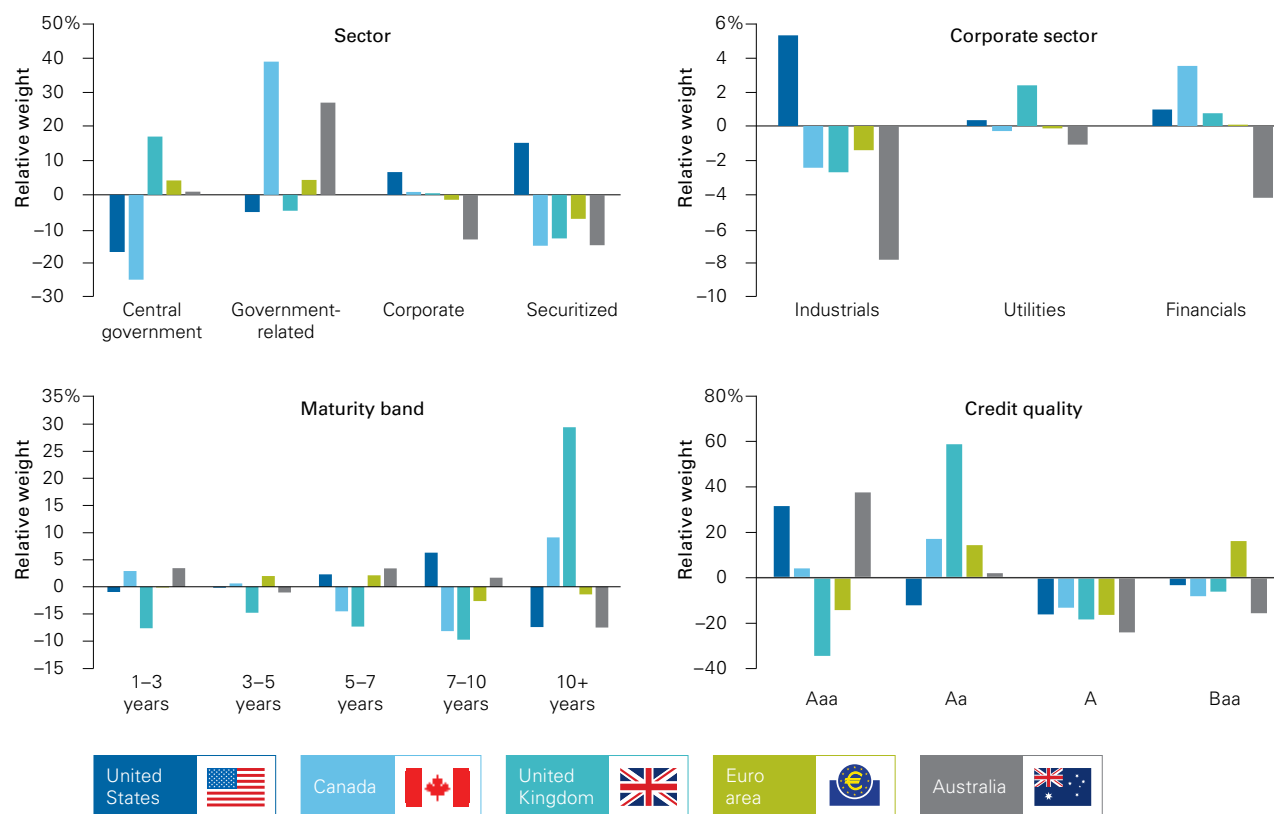 Sector
Relative weight
50%
40
30
20
10
0
–10
–20
–30
Central
government
Government-
related
Corporate
Securitized
Corporate sector
Relative weight
6%
4
2
0
–2
–4
–6
–8
–10
Industrials
Utilities
Financials
Maturity band
Relative weight
35%
30
25
20
15
10
5
0
–5
–10
–15
1–3
years
3–5
years
5–7
years
7–10
years
10+
years
Credit quality
Relative weight
80%
60
40
20
0
–20
–40
Aaa
Aa
A
Baa
United
States
Canada
United
Kingdom
Euro
area
€
Australia